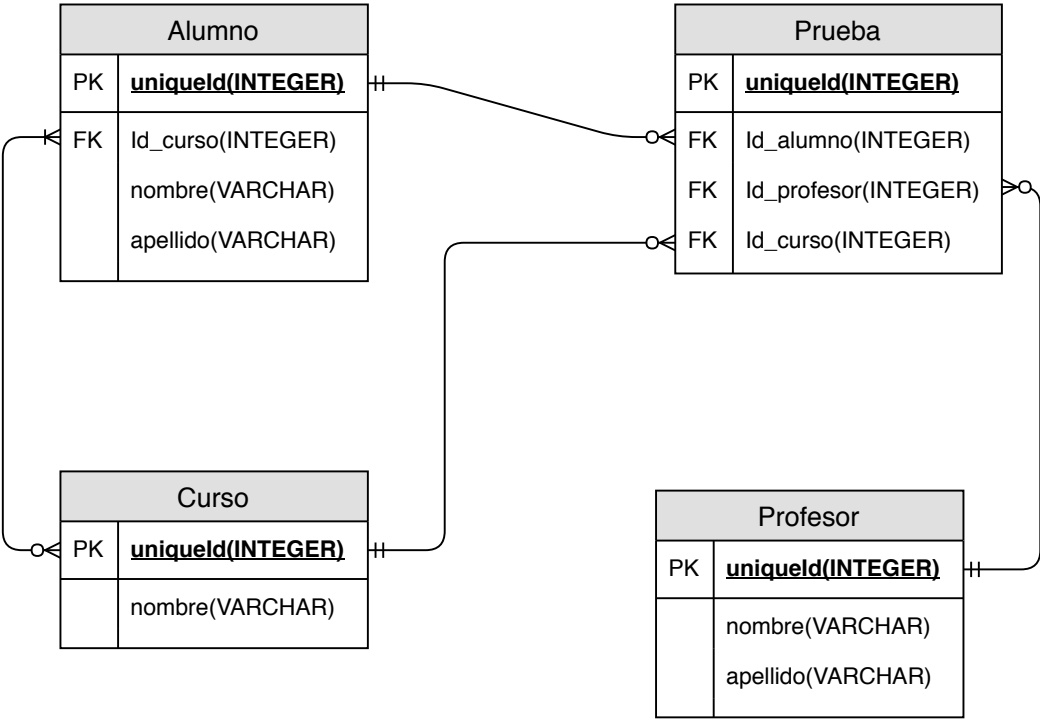 Alumno
PK uniqueId(INTEGER)
FK Id_curso(INTEGER)
nombre(VARCHAR)
apellido(VARCHAR)
Prueba
PK uniqueId(INTEGER)
FK Id_alumno(INTEGER)
FK Id_profesor(INTEGER)
FK Id_curso(INTEGER)
Curso
PK uniqueId(INTEGER)
nombre(VARCHAR)
Profesor
PK uniqueId(INTEGER)
nombre(VARCHAR)
apellido(VARCHAR)